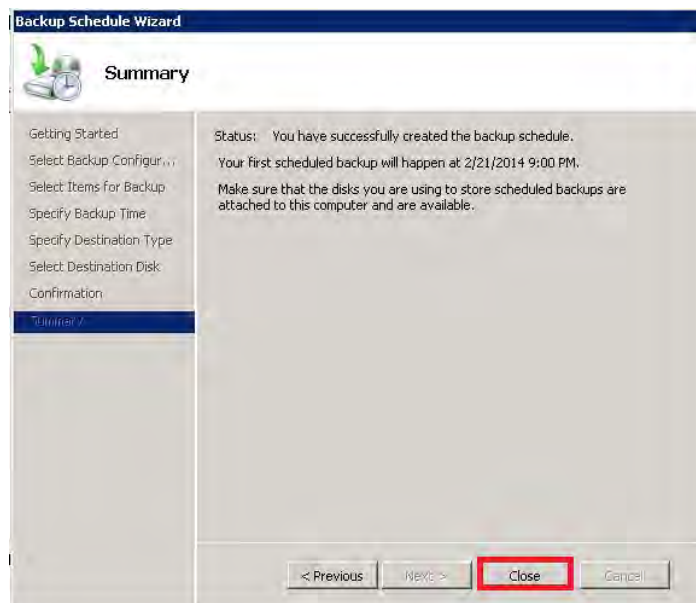 Backup Schedule Wizard
Summary
Getting Started
Select Backup Configur...
Select Items for Backup
Specify Backup Time
Specify Destination Type
Select Destination Disk
Confirmation
Summary
Status: You have successfully created the backup schedule.
Your first scheduled backup will happen at 2/21/2014 9:00 PM.
Make sure that the disks you are using to store scheduled backups are
attached to this computer and are available.
< Previous Next > Close Cancel